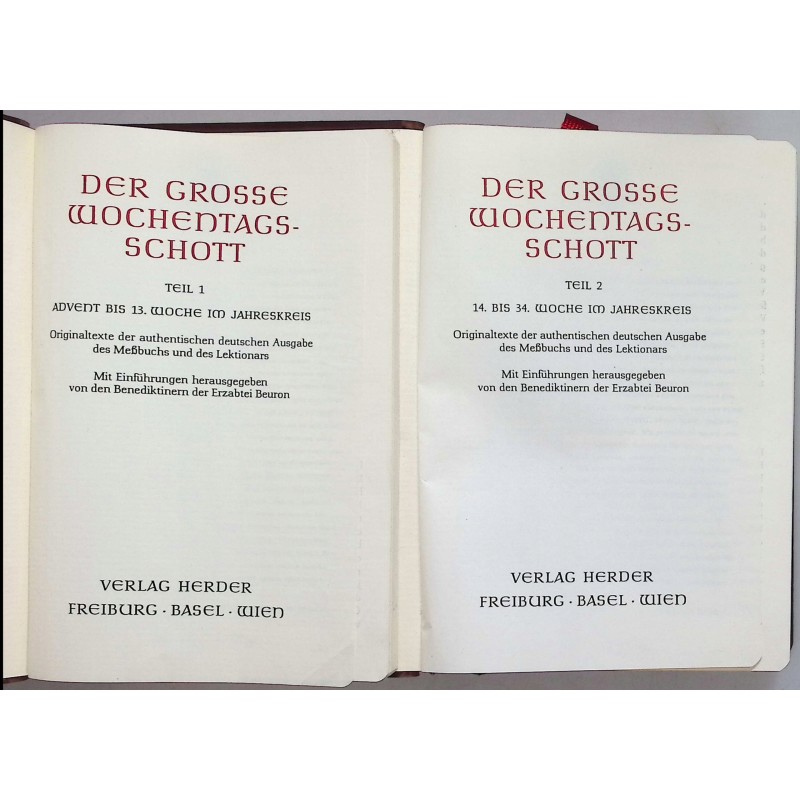 DER GROSSE
WOCHENTAGS-
SCHOTT
TEIL 1
ADVENT BIS 13. WOCHE IM JAHRESKREIS
Originaltexte der authentischen deutschen Ausgabe
des Meßbuchs und des Lektionars
Mit Einführungen herausgegeben
von den Benediktinern der Erzabtei Beuron
VERLAG HERDER
FREIBURG · BASEL · WIEN
DER GROSSE
WOCHENTAGS-
SCHOTT
TEIL 2
14. BIS 34. WOCHE IM JAHRESKREIS
Originaltexte der authentischen deutschen Ausgabe
des Meßbuchs und des Lektionars
Mit Einführungen herausgegeben
von den Benediktinern der Erzabtei Beuron
VERLAG HERDER
FREIBURG · BASEL · WIEN